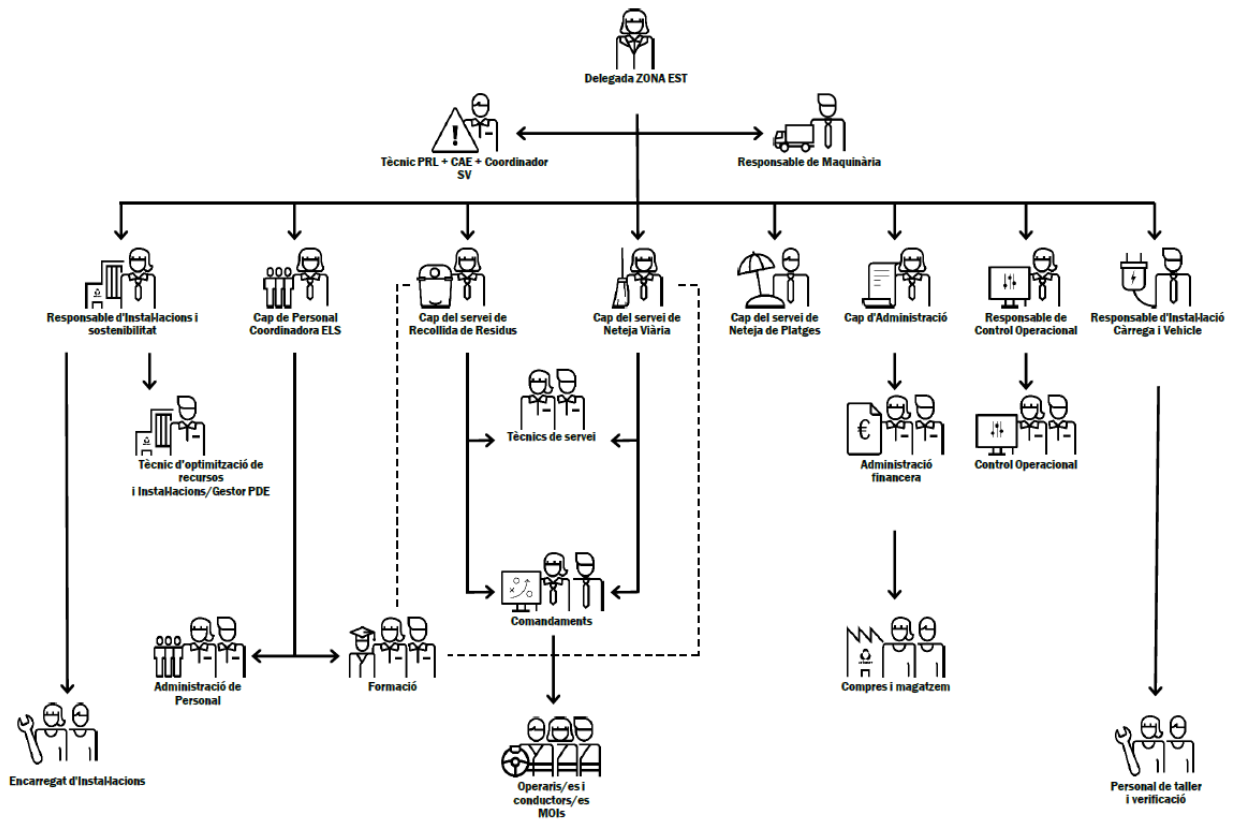 Delegada ZONA EST
Tècnic PRL + CAE + Coordinador
SV
Responsable de Maquinària
Responsable d'Instal·lacions i
sostenibilitat
Cap de Personal
Coordinadora ELS
Cap del servei de
Recollida de Residus
Cap del servei de
Neteja Viària
Cap del servei de
Neteja de Platges
Cap d'Administració
Responsable de
Control Operacional
Responsable d'Instal·lació
Càrrega i Vehicle
Tècnic d'optimització de
recursos
i Instal·lacions/Gestor PDE
Tècnics de servei
€
Administració
financera
Control Operacional
Comandaments
Administració de
Personal
Formació
Compres i magatzem
Encarregat d'Instal·lacions
Operaris/es i
conductors/es
MOIs
Personal de taller
i verificació